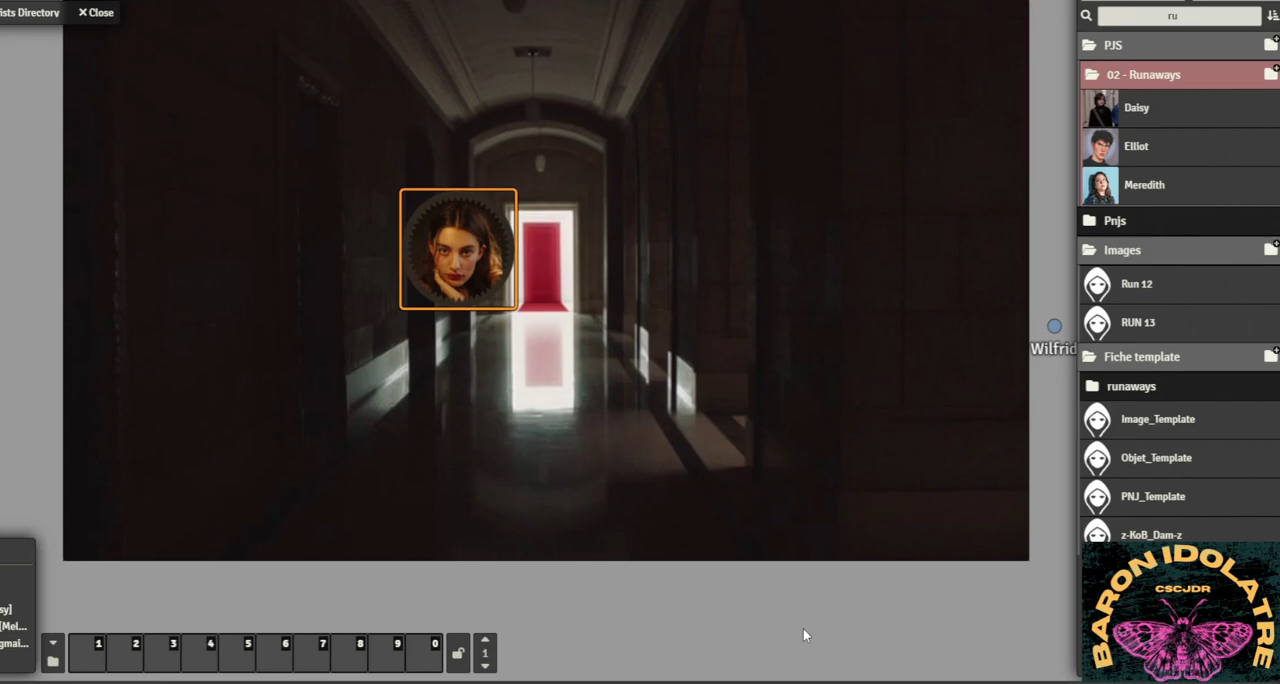 ists Directory
Close
ru
PJS
02 - Runaways
Daisy
Elliot
Meredith
Pnjs
Images
Run 12
RUN 13
Wilfrid
Fiche template
runaways
Image_Template
Objet_Template
PNJ_Template
z-KoB_Dam-z
BARON IDOLATRE
CSCJDR
sy]
[Mel...
gmai...
1 2 3 4 5 6 7 8 9 0
1